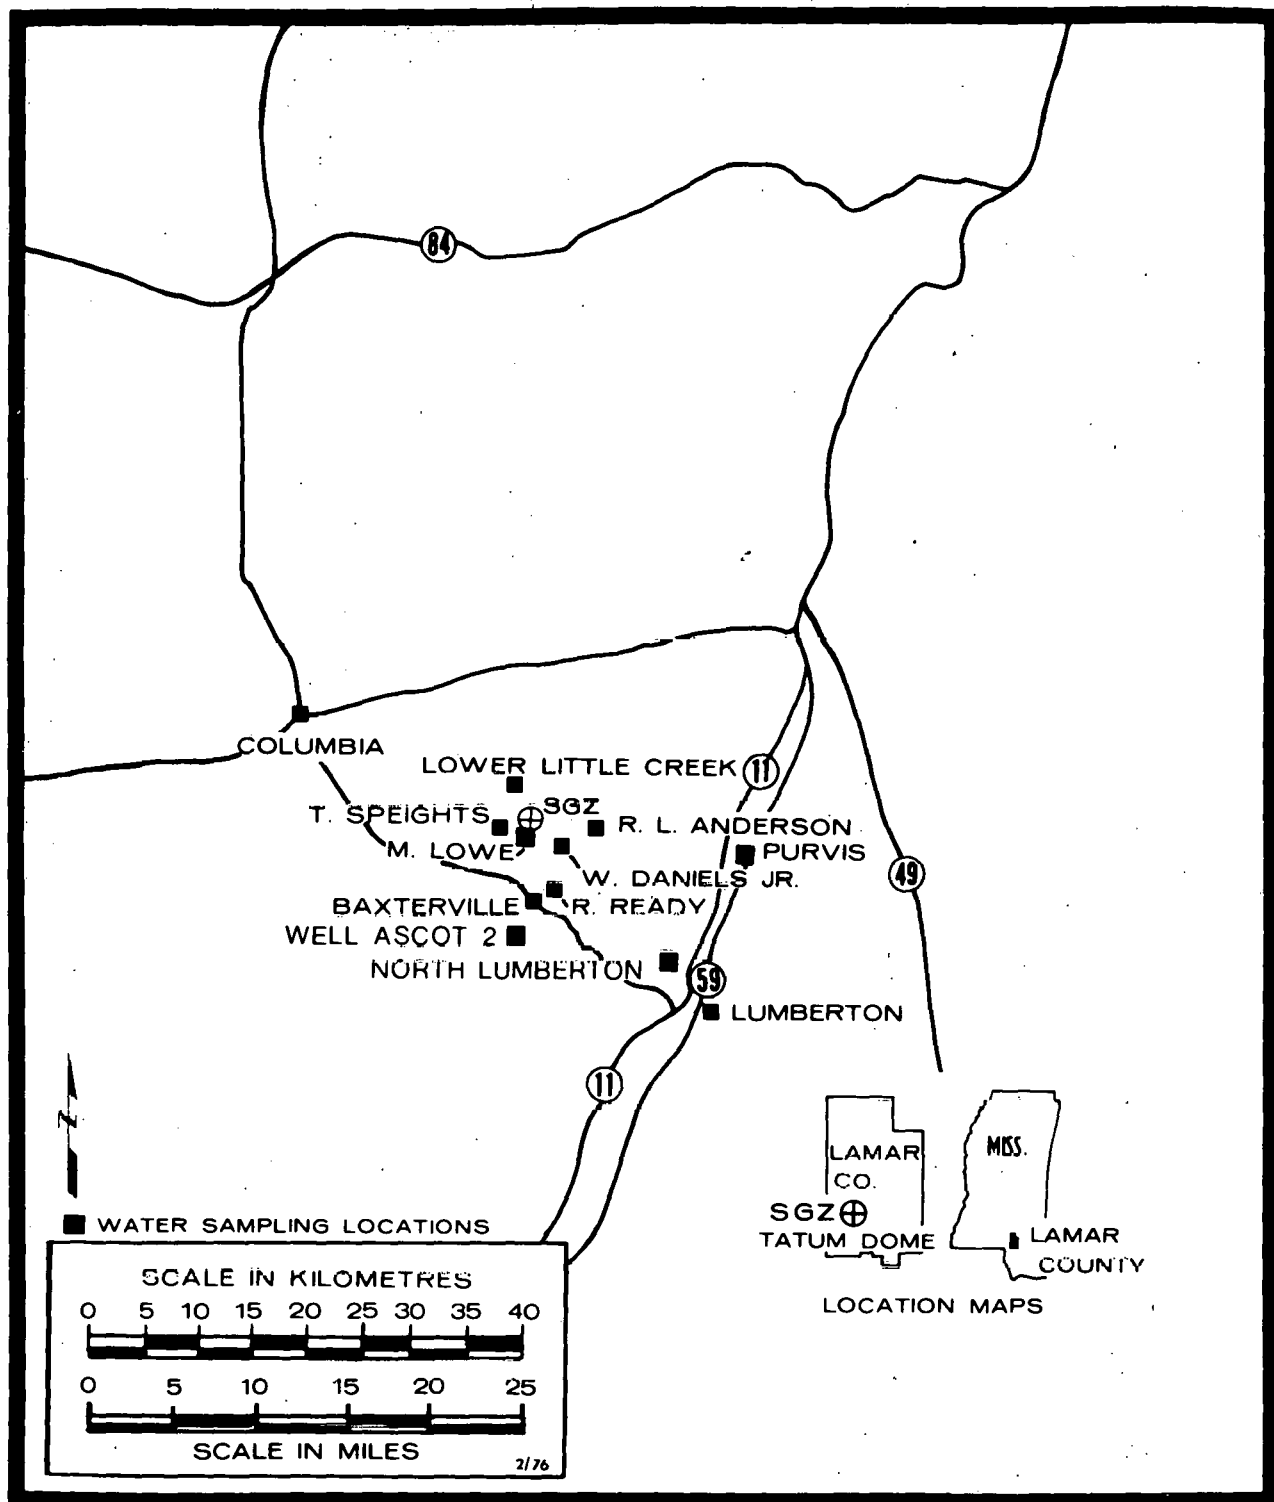 84
COLUMBIA
LOWER LITTLE CREEK
11
SGZ
T. SPEIGHTS
R. L. ANDERSON
M. LOWE
PURVIS
49
W. DANIELS JR.
BAXTERVILLE
R. READY
WELL ASCOT 2
NORTH LUMBERTON
59
LUMBERTON
11
N
LAMAR
CO.
MISS.
SGZ
TATUM DOME
LAMAR
COUNTY
LOCATION MAPS
WATER SAMPLING LOCATIONS
SCALE IN KILOMETRES
0 5 10 15 20 25 30 35 40
0 5 10 15 20 25
SCALE IN MILES
2/76